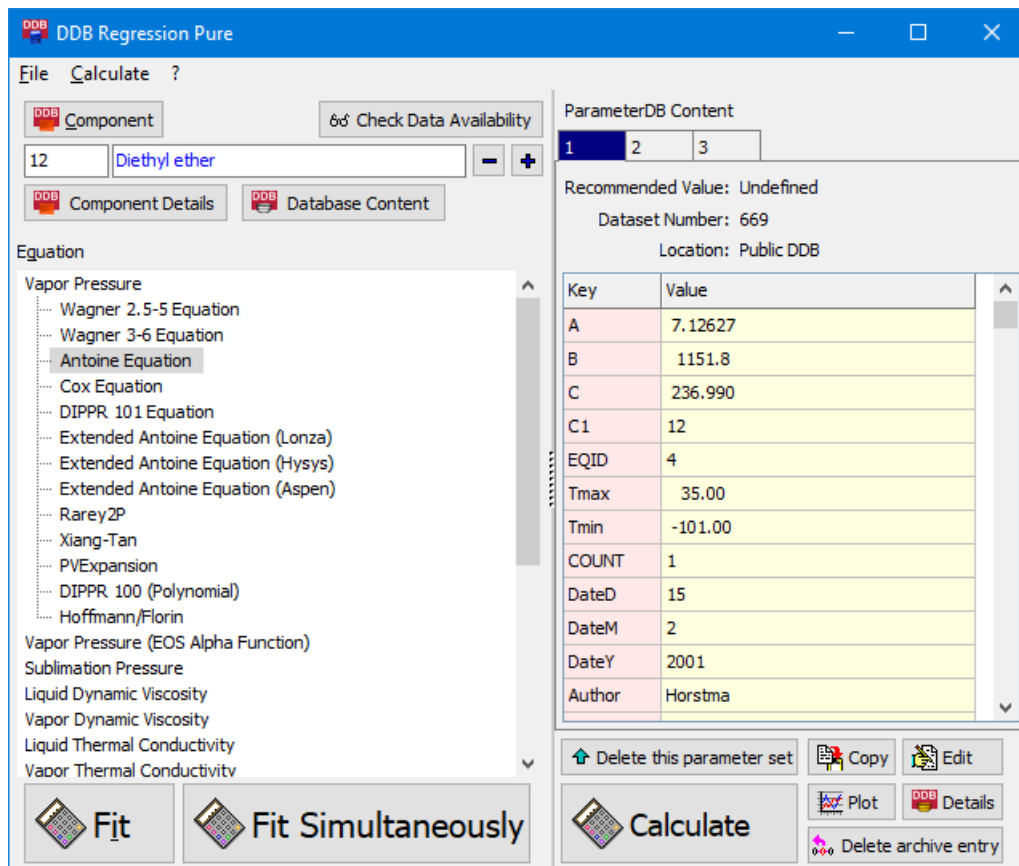 DDB Regression Pure
File Calculate ?
DDB Component
Check Data Availability
12 Diethyl ether
DDB Component Details
DDB Database Content
Equation
Vapor Pressure
Wagner 2.5-5 Equation
Wagner 3-6 Equation
Antoine Equation
Cox Equation
DIPPR 101 Equation
Extended Antoine Equation (Lonza)
Extended Antoine Equation (Hysys)
Extended Antoine Equation (Aspen)
Rarey2P
Xiang-Tan
PVExpansion
DIPPR 100 (Polynomial)
Hoffmann/Florin
Vapor Pressure (EOS Alpha Function)
Sublimation Pressure
Liquid Dynamic Viscosity
Vapor Dynamic Viscosity
Liquid Thermal Conductivity
Vapor Thermal Conductivity
Fit
Fit Simultaneously
ParameterDB Content
1 2 3
Recommended Value: Undefined
Dataset Number: 669
Location: Public DDB
Key Value
A 7.12627
B 1151.8
C 236.990
C1 12
EQID 4
Tmax 35.00
Tmin -101.00
COUNT 1
DateD 15
DateM 2
DateY 2001
Author Horstma
Delete this parameter set
Copy
Edit
Calculate
Plot
DDB Details
Delete archive entry